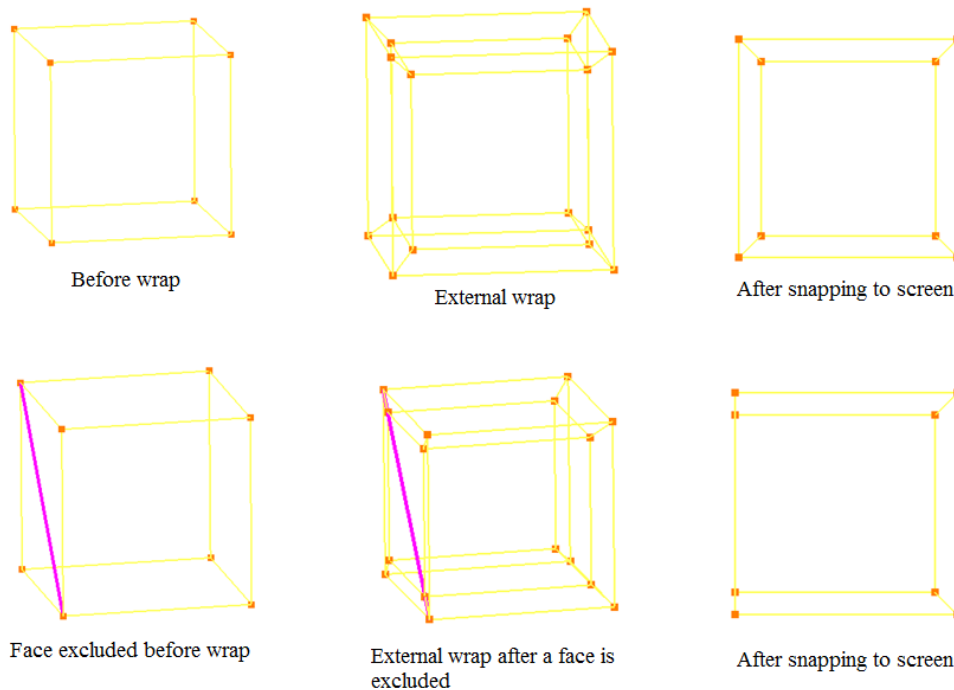 Before wrap
External wrap
After snapping to screen
Face excluded before wrap
External wrap after a face is
excluded
After snapping to screen